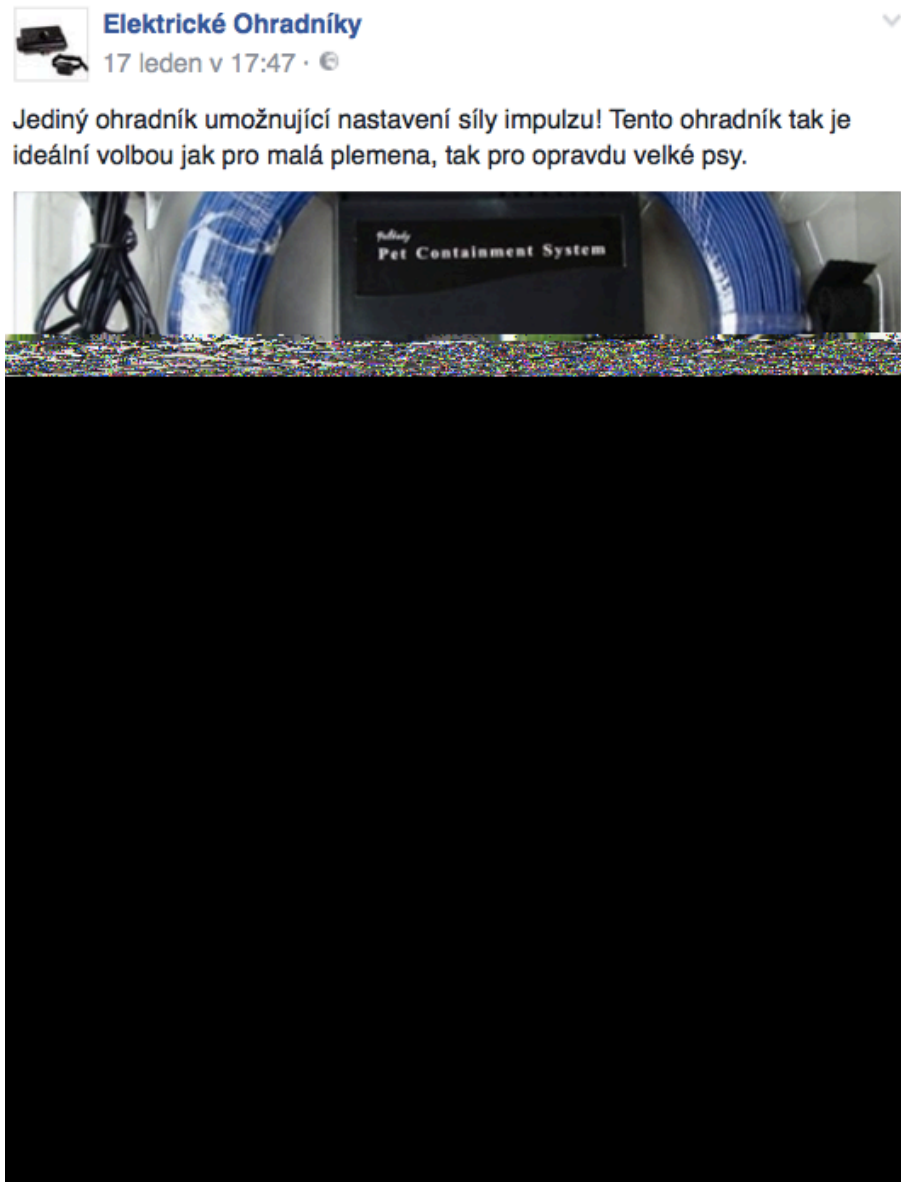 Elektrické Ohradníky
17 leden v 17:47 ·
Jediný ohradník umožnující nastavení síly impulzu! Tento ohradník tak je
ideální volbou jak pro malá plemena, tak pro opravdu velké psy.
Pet Containment System